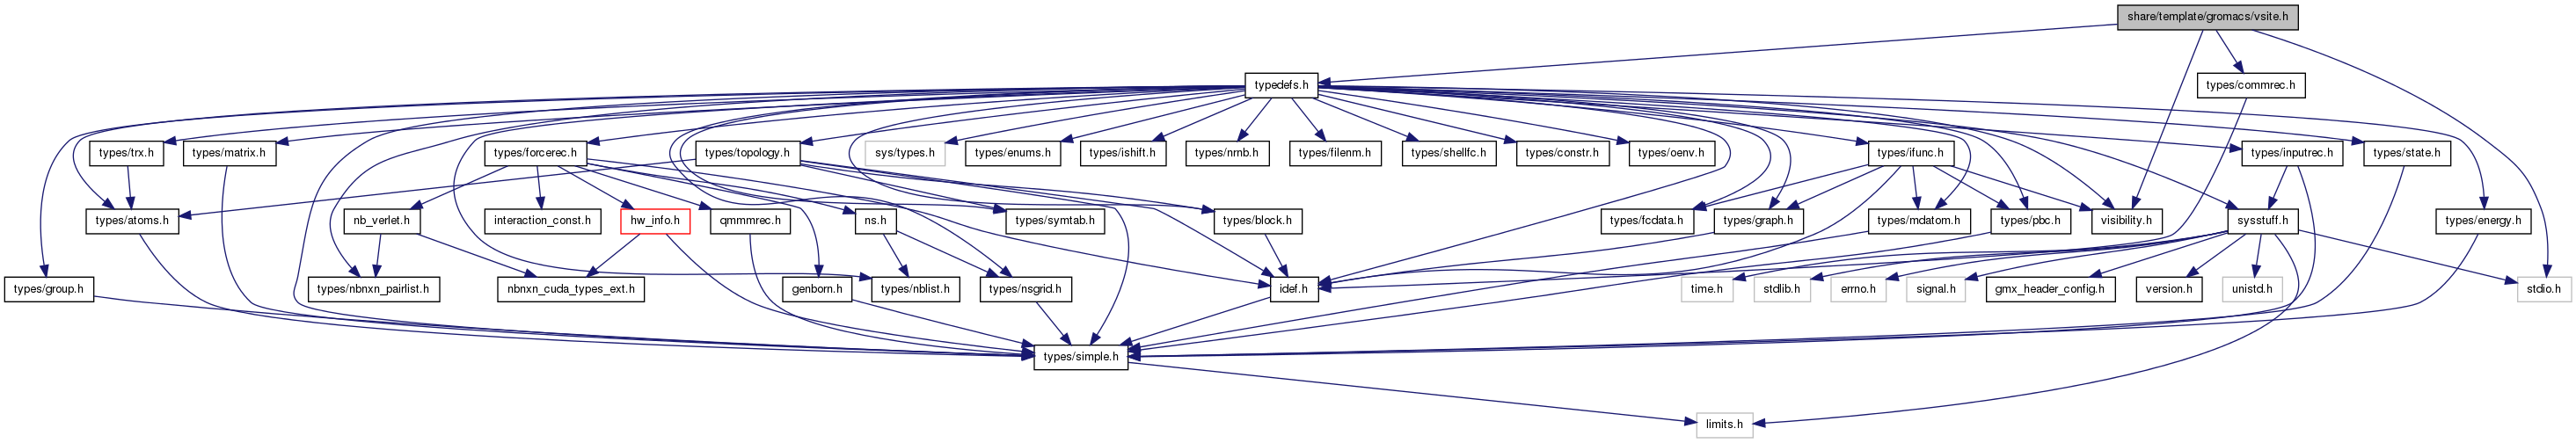 share/template/gromacs/vsite.h
typedefs.h
types/commrec.h
types/trx.h
types/matrix.h
types/forcerec.h
types/topology.h
sys/types.h
types/enums.h
types/ishift.h
types/nrnb.h
types/filenm.h
types/shellfc.h
types/constr.h
types/oenv.h
types/ifunc.h
types/inputrec.h
types/state.h
types/atoms.h
nb_verlet.h
interaction_const.h
hw_info.h
qmmmrec.h
ns.h
types/symtab.h
types/block.h
types/fcdata.h
types/graph.h
types/mdatom.h
types/pbc.h
visibility.h
sysstuff.h
types/energy.h
types/group.h
types/nbnxn_pairlist.h
nbnxn_cuda_types_ext.h
genborn.h
types/nblist.h
types/nsgrid.h
idef.h
time.h
stdlib.h
errno.h
signal.h
gmx_header_config.h
version.h
unistd.h
stdio.h
types/simple.h
limits.h